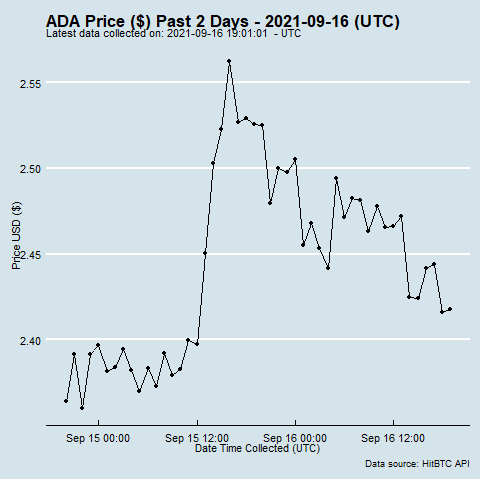 ADA Price ($) Past 2 Days - 2021-09-16 (UTC)
Latest data collected on: 2021-09-16 19:01:01 - UTC
2.55
2.50
2.45
2.40
Price USD ($)
Sep 15 00:00 Sep 15 12:00 Sep 16 00:00 Sep 16 12:00
Date Time Collected (UTC)
Data source: HitBTC API